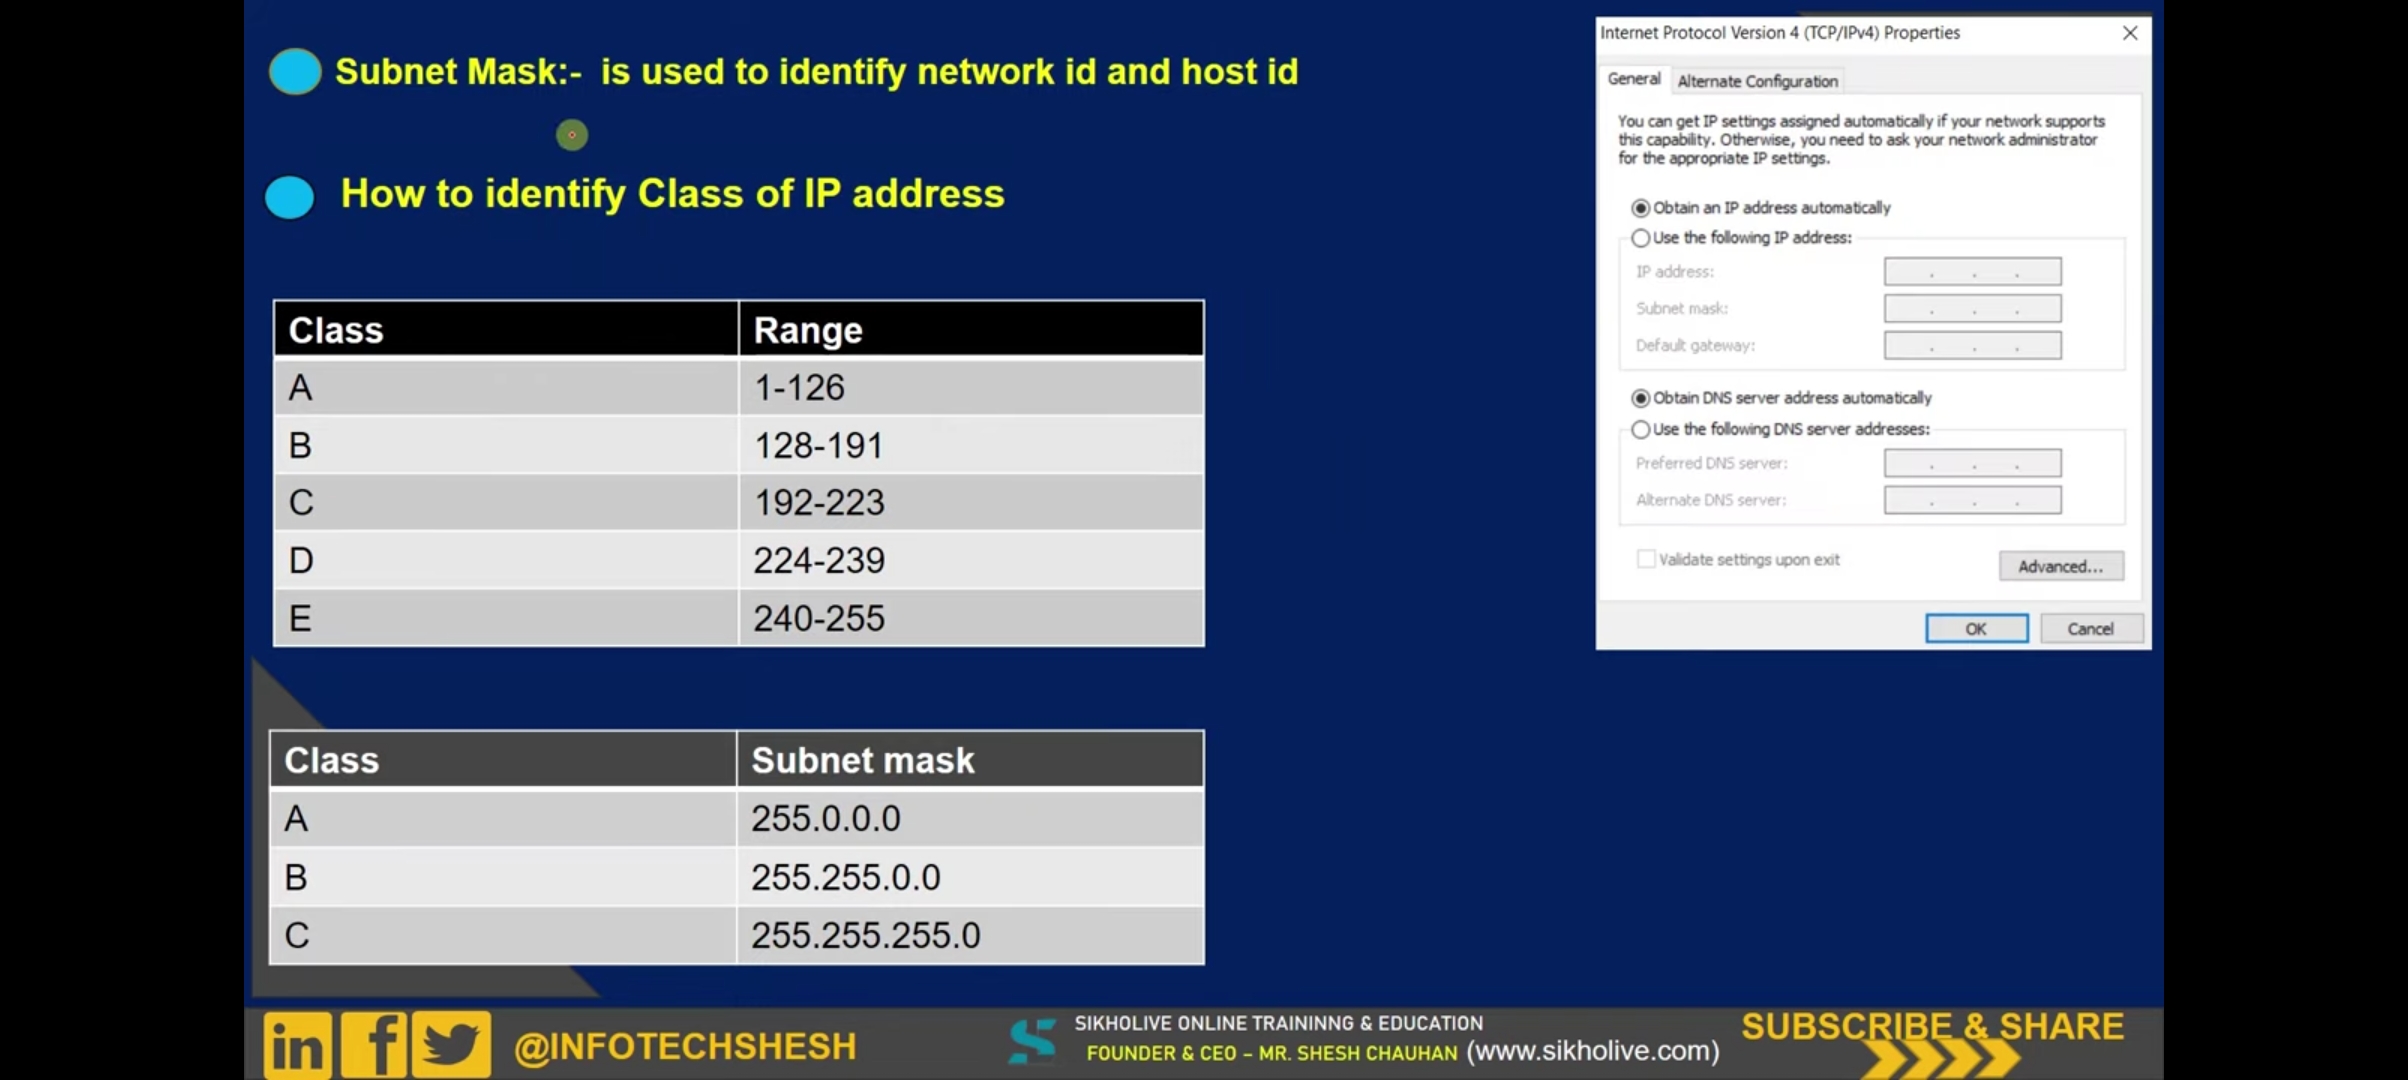 Subnet Mask:- is used to identify network id and host id
How to identify Class of IP address
Class Range
A 1-126
B 128-191
C 192-223
D 224-239
E 240-255
Class Subnet mask
A 255.0.0.0
B 255.255.0.0
C 255.255.255.0
Internet Protocol Version 4 (TCP/IPv4) Properties
General Alternate Configuration
You can get IP settings assigned automatically if your network supports
this capability. Otherwise, you need to ask your network administrator
for the appropriate IP settings.
Obtain an IP address automatically
Use the following IP address:
IP address: . . .
Subnet mask: . . .
Default gateway: . . .
Obtain DNS server address automatically
Use the following DNS server addresses:
Preferred DNS server: . . .
Alternate DNS server: . . .
Validate settings upon exit Advanced...
OK Cancel
in f @INFOTECHSHESH
SIKHOLIVE ONLINE TRAININNG & EDUCATION
FOUNDER & CEO – MR. SHESH CHAUHAN (www.sikholive.com)
SUBSCRIBE & SHARE